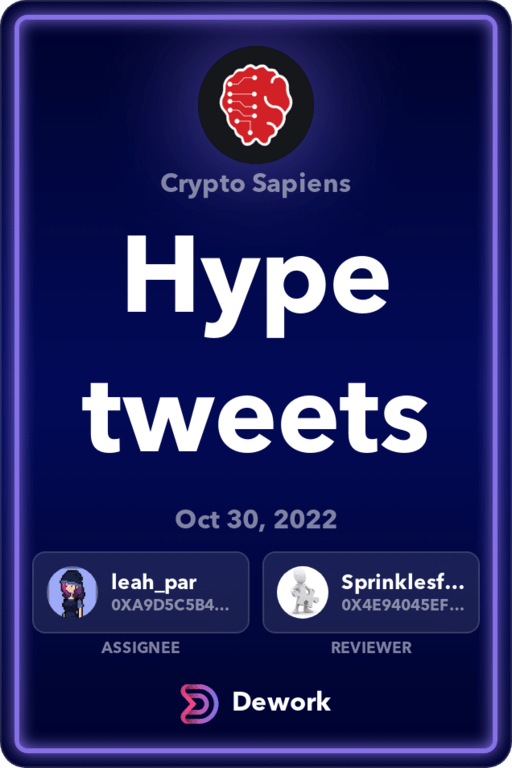 Crypto Sapiens
Hype
tweets
Oct 30, 2022
leah_par
0XA9D5C5B4...
ASSIGNEE
Sprinklesf...
0X4E94045EF...
REVIEWER
Dework